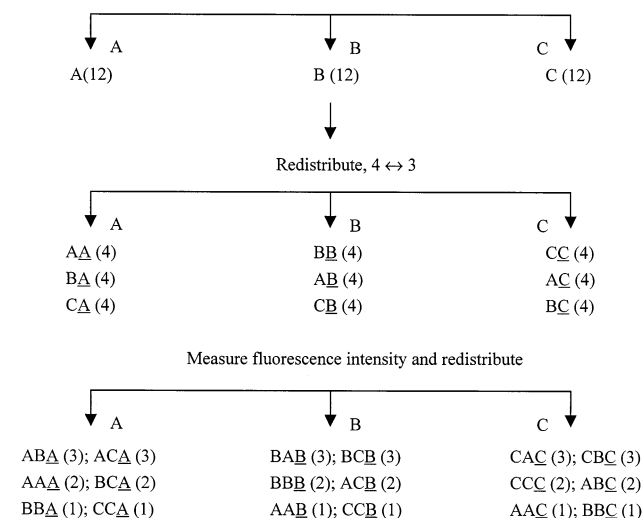 A B C
A(12) B (12) C (12)
Redistribute, 4 ↔ 3
A B C
AA (4) BB (4) CC (4)
BA (4) AB (4) AC (4)
CA (4) CB (4) BC (4)
Measure fluorescence intensity and redistribute
A B C
ABA (3); ACA (3) BAB (3); BCB (3) CAC (3); CBC (3)
AAA (2); BCA (2) BBB (2); ACB (2) CCC (2); ABC (2)
BBA (1); CCA (1) AAB (1); CCB (1) AAC (1); BBC (1)